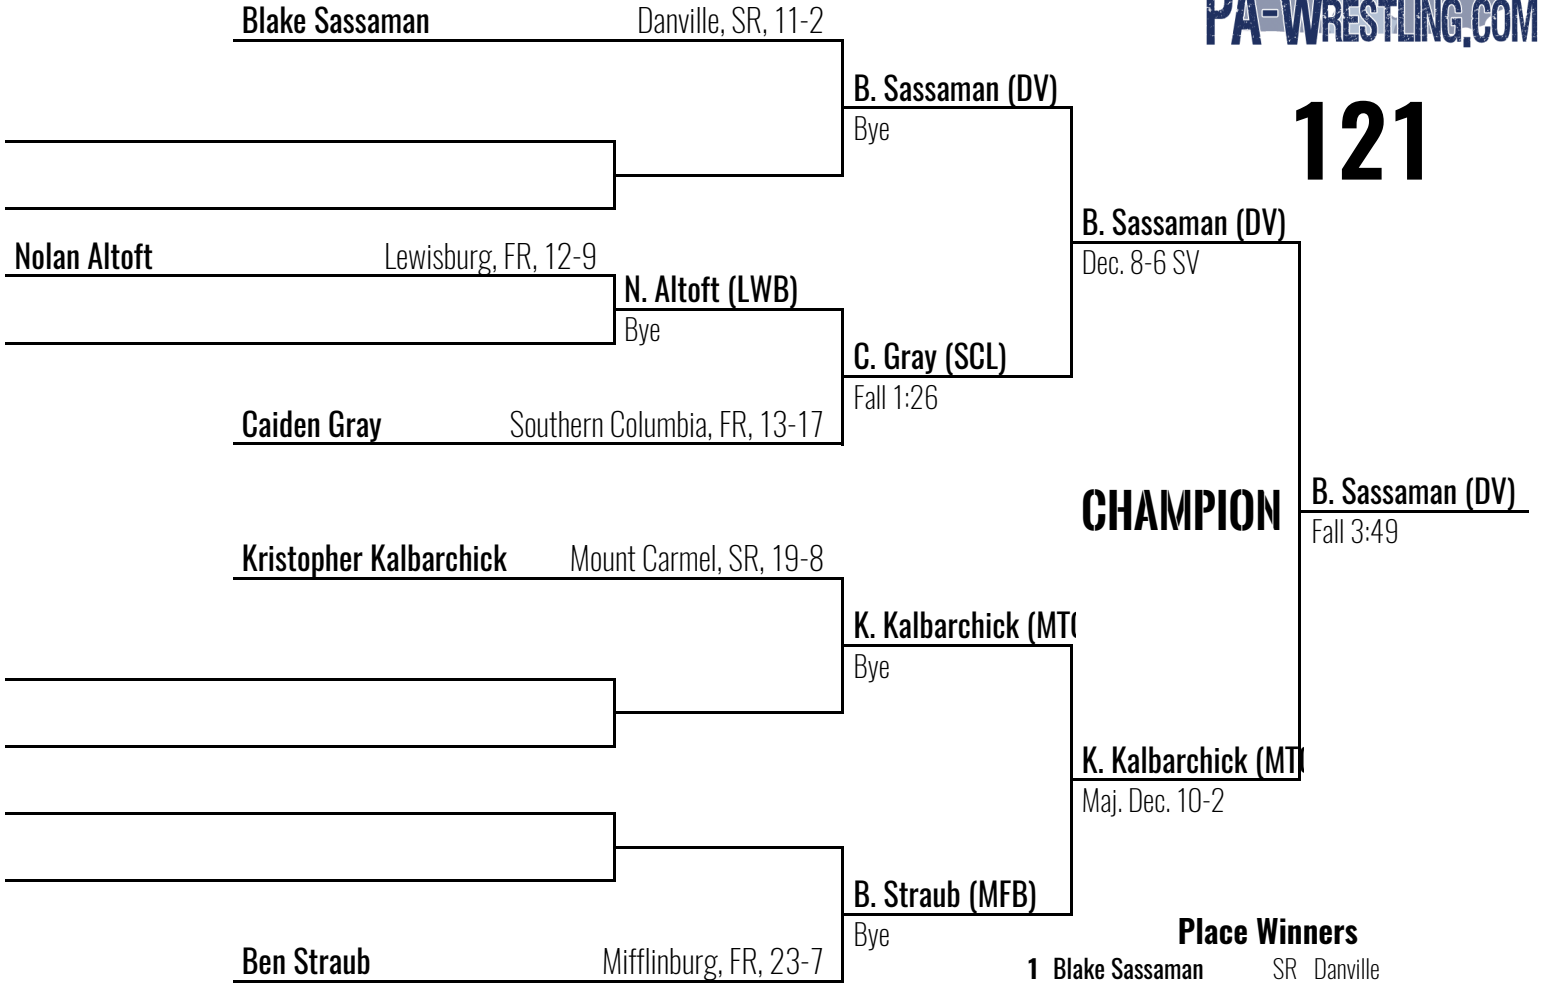 PA-WRESTLING.COM
121
Blake Sassaman Danville, SR, 11-2
B. Sassaman (DV)
Bye
B. Sassaman (DV)
Dec. 8-6 SV
Nolan Altoft Lewisburg, FR, 12-9
N. Altoft (LWB)
Bye
C. Gray (SCL)
Fall 1:26
Caiden Gray Southern Columbia, FR, 13-17
CHAMPION
B. Sassaman (DV)
Fall 3:49
Kristopher Kalbarchick Mount Carmel, SR, 19-8
K. Kalbarchick (MT
Bye
K. Kalbarchick (MT
Maj. Dec. 10-2
B. Straub (MFB)
Bye
Ben Straub Mifflinburg, FR, 23-7
Place Winners
1 Blake Sassaman SR Danville